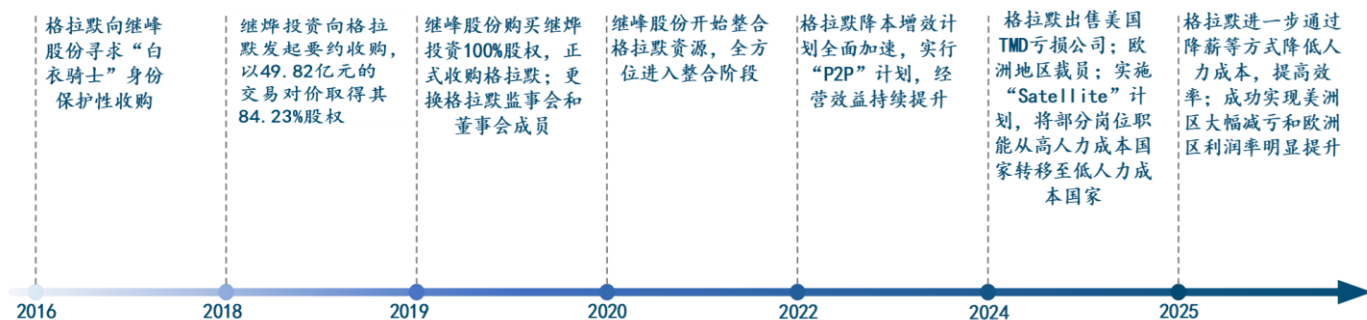 格拉默向继峰
股份寻求“白
衣骑士”身份
保护性收购
继烨投资向格拉
默发起要约收购,
以49.82亿元的
交易对价取得其
84.23%股权
继峰股份购买继烨
投资100%股权，正
式收购格拉默；更
换格拉默监事会和
董事会成员
继峰股份开始整合
格拉默资源，全方
位进入整合阶段
格拉默降本增效计
划全面加速，实行
“P2P”计划，经
营效益持续提升
格拉默出售美国
TMD亏损公司；欧
洲地区裁员；实施
“Satellite”计
划，将部分岗位职
能从高人力成本国
家转移至低人力成
本国家
格拉默进一步通过
降薪等方式降低人
力成本，提高效
率；成功实现美洲
区大幅减亏和欧洲
区利润率明显提升
2016
2018
2019
2020
2022
2024
2025